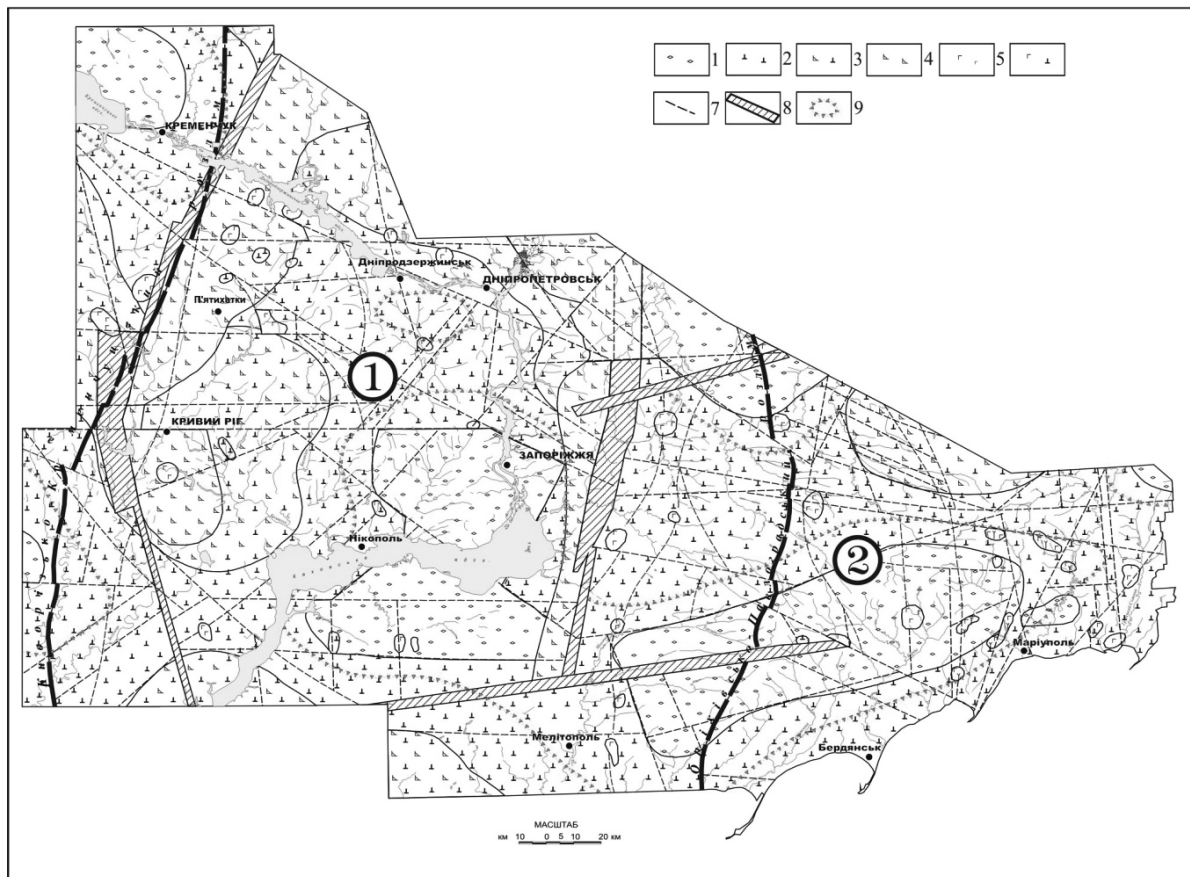 1
2
3
4
5
7
8
9
КРЕМЕНЧУК
Дніпродзержинськ
ДНІПРОПЕТРОВСЬК
П'ятихатки
1
КРИВИЙ РІГ
ЗАПОРІЖЖЯ
Нікополь
2
Маріуполь
Мелітополь
Бердянськ
МАСШТАБ
км 10 0 5 10 20 км